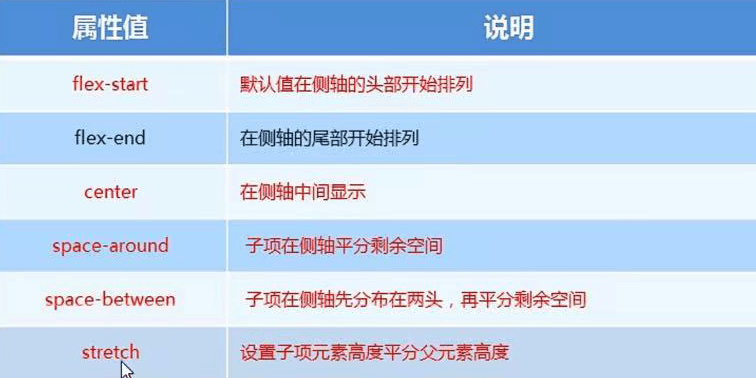 属性值 说明
flex-start 默认值在侧轴的头部开始排列
flex-end 在侧轴的尾部开始排列
center 在侧轴中间显示
space-around 子项在侧轴平分剩余空间
space-between 子项在侧轴先分布在两头，再平分剩余空间
stretch 设置子项元素高度平分父元素高度